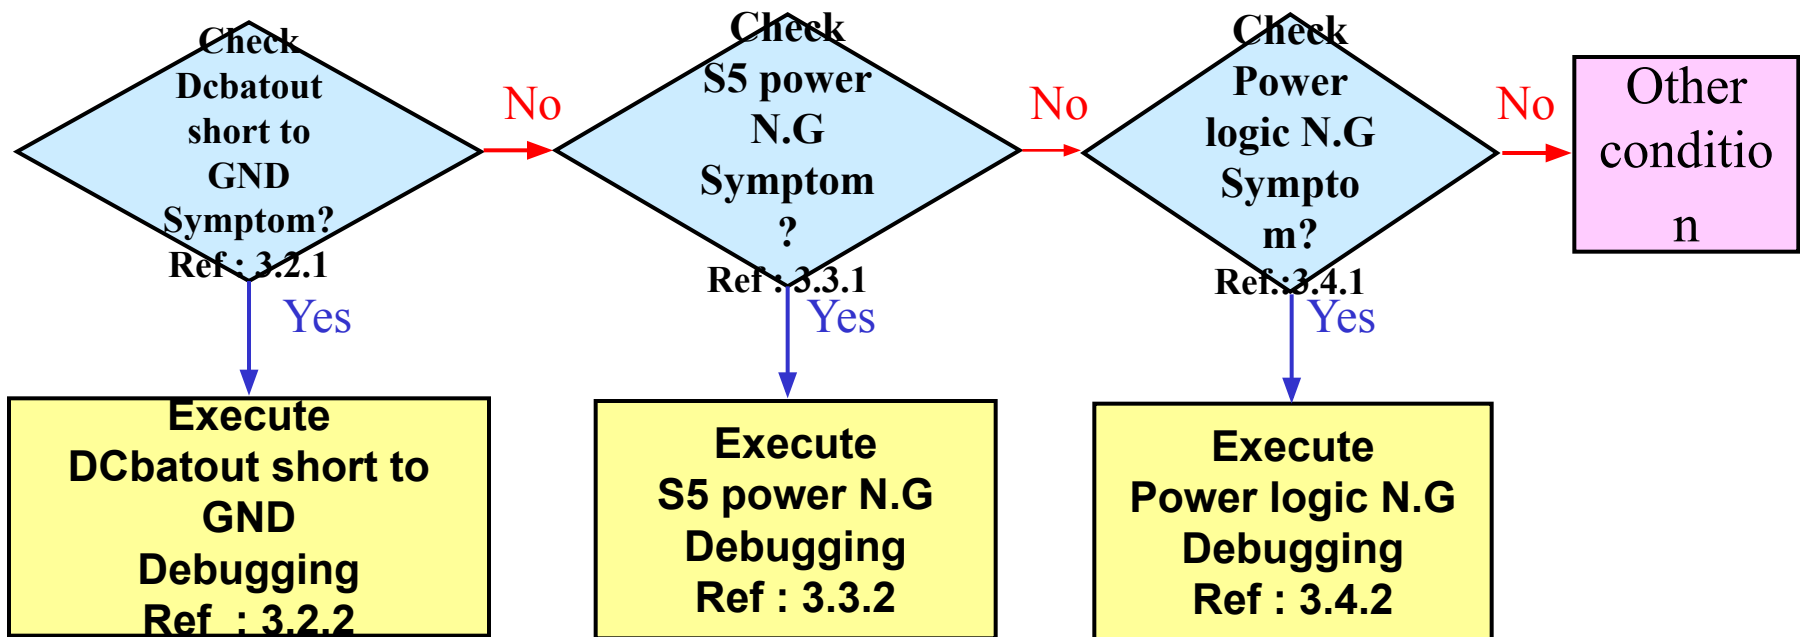 Check
Dcbatout
short to
GND
Symptom?
Ref : 3.2.1
No
Check
S5 power
N.G
Symptom
?
Ref : 3.3.1
No
Check
Power
logic N.G
Sympto
m?
Ref.:3.4.1
No
Other
conditio
n
Yes
Yes
Yes
Execute
DCbatout short to
GND
Debugging
Ref : 3.2.2
Execute
S5 power N.G
Debugging
Ref : 3.3.2
Execute
Power logic N.G
Debugging
Ref : 3.4.2